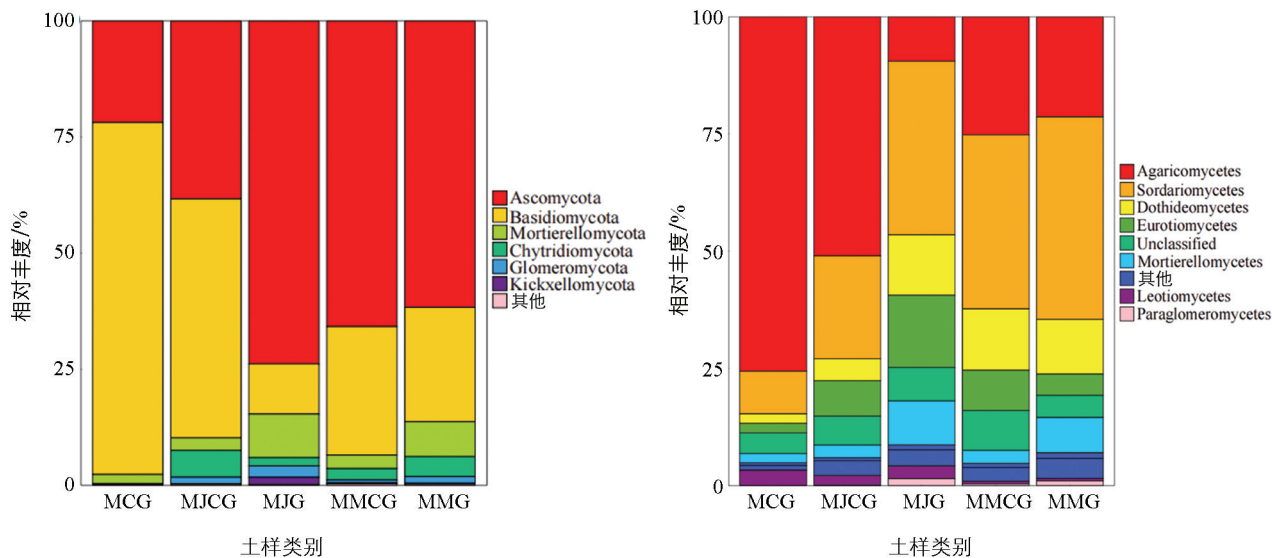 100
75
50
25
0
相对丰度/%
MCG
MJCG
MJG
MMCG
MMG
土样类别
Ascomycota
Basidiomycota
Mortierellomycota
Chytridiomycota
Glomeromycota
Kickxellomycota
其他
100
75
50
25
0
相对丰度/%
MCG
MJCG
MJG
MMCG
MMG
土样类别
Agaricomycetes
Sordariomycetes
Dothideomycetes
Eurotiomycetes
Unclassified
Mortierellomycetes
其他
Leotiomycetes
Paraglomeromycetes